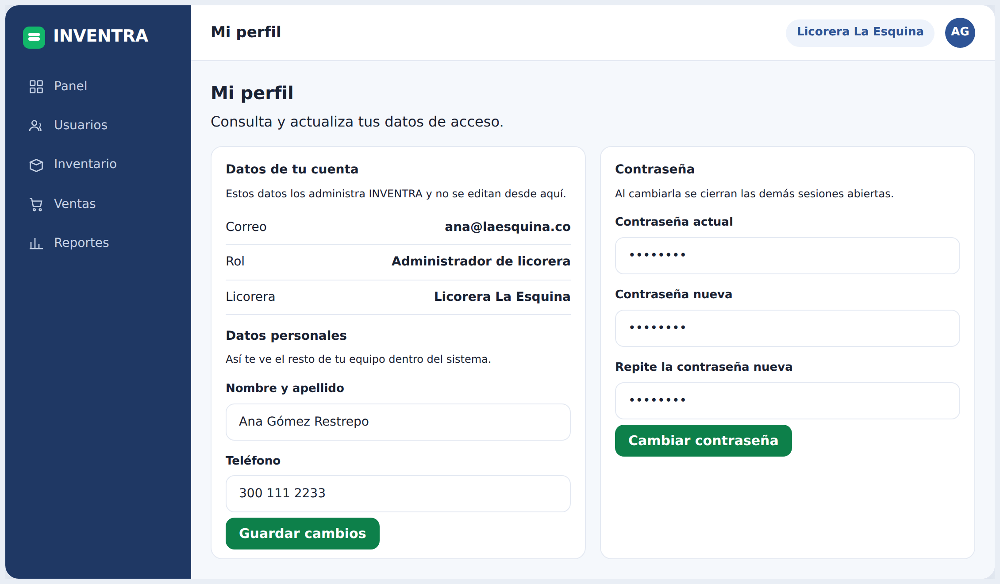 INVENTRA
Panel
Usuarios
Inventario
Ventas
Reportes
Mi perfil
Licorera La Esquina
AG
Mi perfil
Consulta y actualiza tus datos de acceso.
Datos de tu cuenta
Estos datos los administra INVENTRA y no se editan desde aquí.
Correo ana@laesquina.co
Rol Administrador de licorera
Licorera Licorera La Esquina
Datos personales
Así te ve el resto de tu equipo dentro del sistema.
Nombre y apellido
Ana Gómez Restrepo
Teléfono
300 111 2233
Guardar cambios
Contraseña
Al cambiarla se cierran las demás sesiones abiertas.
Contraseña actual
••••••••
Contraseña nueva
••••••••
Repite la contraseña nueva
••••••••
Cambiar contraseña